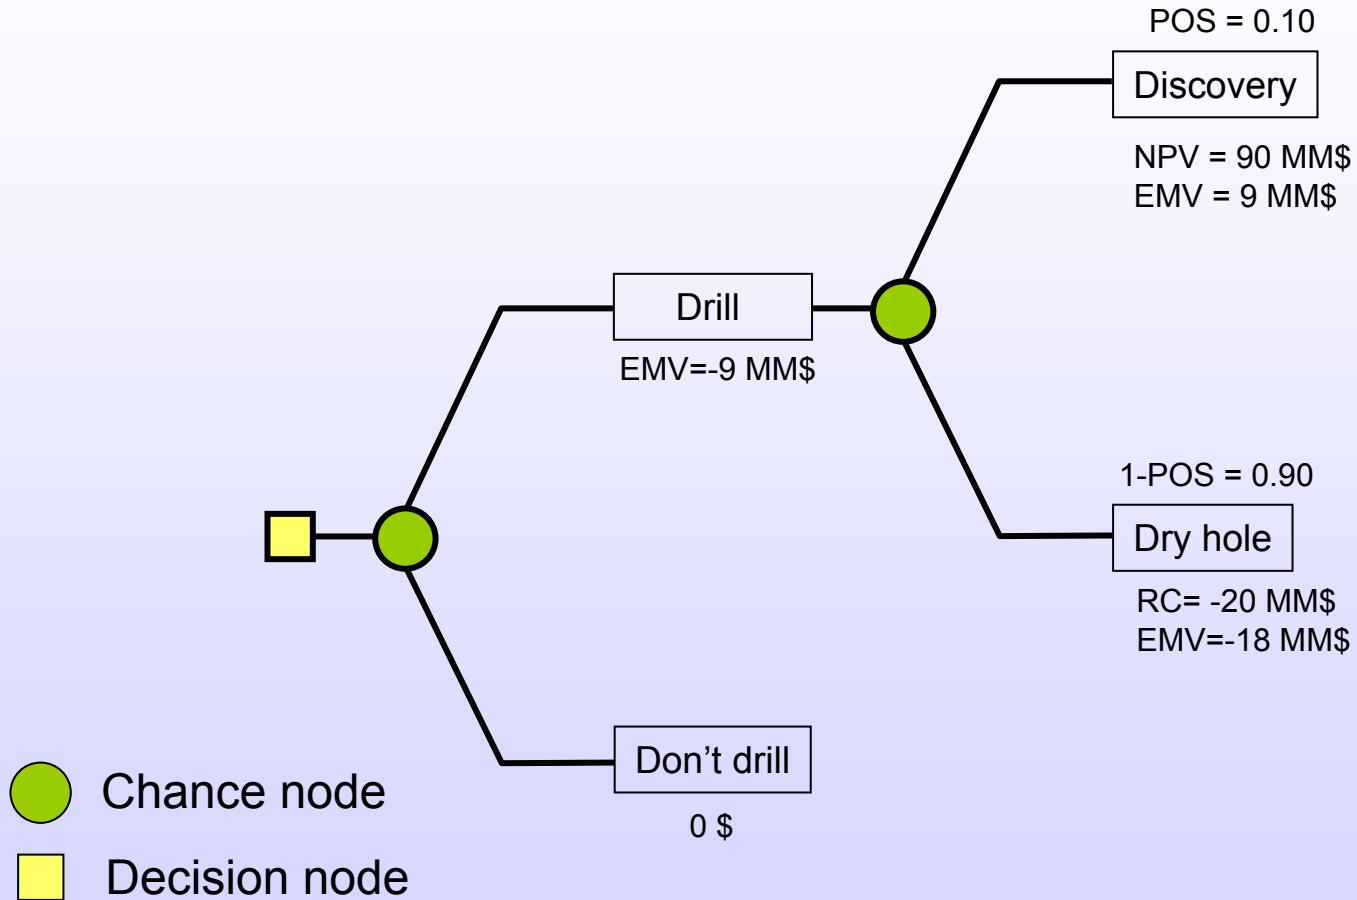 POS = 0.10
Discovery
NPV = 90 MM$
EMV = 9 MM$
Drill
EMV=-9 MM$
1-POS = 0.90
Dry hole
RC= -20 MM$
EMV=-18 MM$
Don’t drill
0 $
Chance node
Decision node